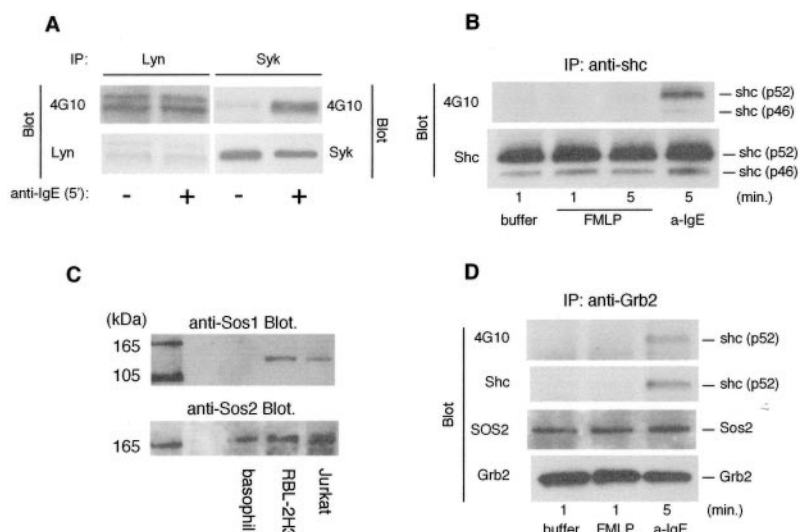 A
IP: Lyn Syk
Blot 4G10 4G10 Blot
Lyn Syk
anti-IgE (5'): - + - +
B
IP: anti-shc
Blot
4G10 shc (p52)
shc (p46)
Shc shc (p52)
shc (p46)
1 1 5 5 (min.)
buffer FMLP a-IgE
C
(kDa) anti-Sos1 Blot.
165
105
anti-Sos2 Blot.
165
basophil
RBL-2H3
Jurkat
D
IP: anti-Grb2
Blot
4G10 shc (p52)
Shc shc (p52)
SOS2 Sos2
Grb2 Grb2
1 1 5 (min.)
buffer FMLP a-IgE